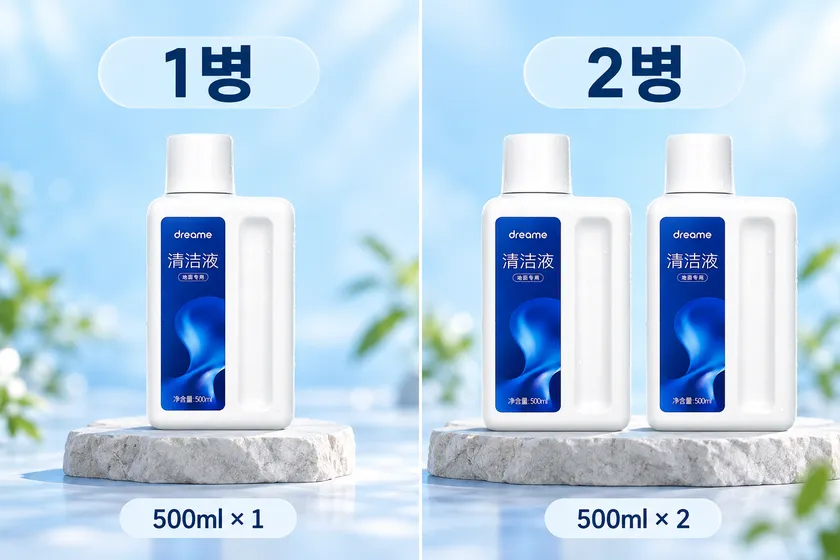 1병
dreame
清洁液
地面专用
净含量:500ml
500ml × 1
2병
dreame
清洁液
地面专用
净含量:500ml
dreame
清洁液
地面专用
净含量:500ml
500ml × 2